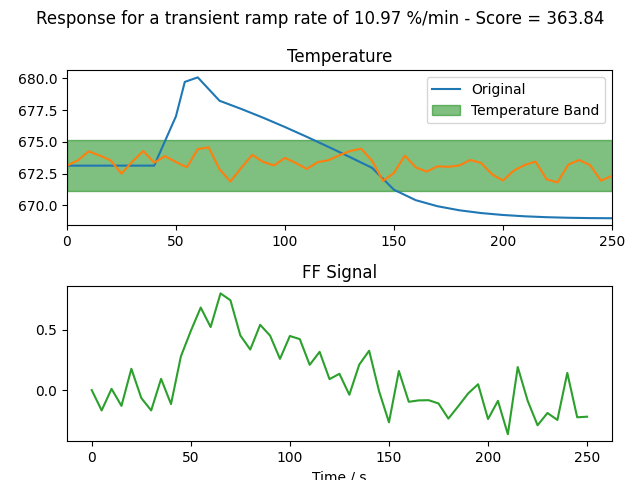 Response for a transient ramp rate of 10.97 %/min - Score = 363.84
Temperature
680.0
677.5
675.0
672.5
670.0
Original
Temperature Band
0 50 100 150 200 250
FF Signal
0.5
0.0
0 50 100 150 200 250
Time / s